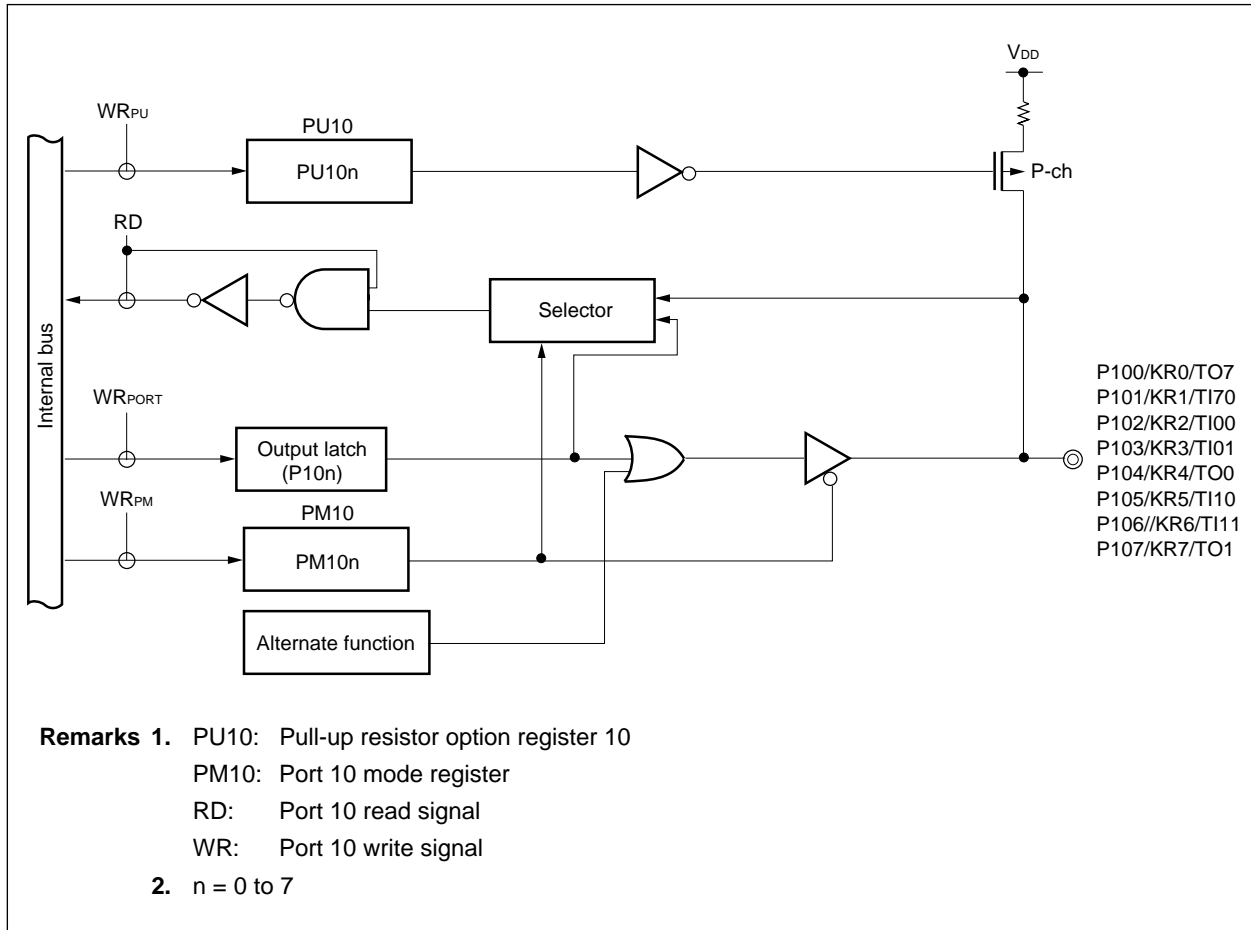 VDD
WRPU
PU10
PU10n
P-ch
RD
Selector
Internal bus
WRPORT
Output latch
(P10n)
WRPM
PM10
PM10n
Alternate function
P100/KR0/TO7
P101/KR1/TI70
P102/KR2/TI00
P103/KR3/TI01
P104/KR4/TO0
P105/KR5/TI10
P106//KR6/TI11
P107/KR7/TO1
Remarks 1. PU10: Pull-up resistor option register 10
PM10: Port 10 mode register
RD: Port 10 read signal
WR: Port 10 write signal
2. n = 0 to 7